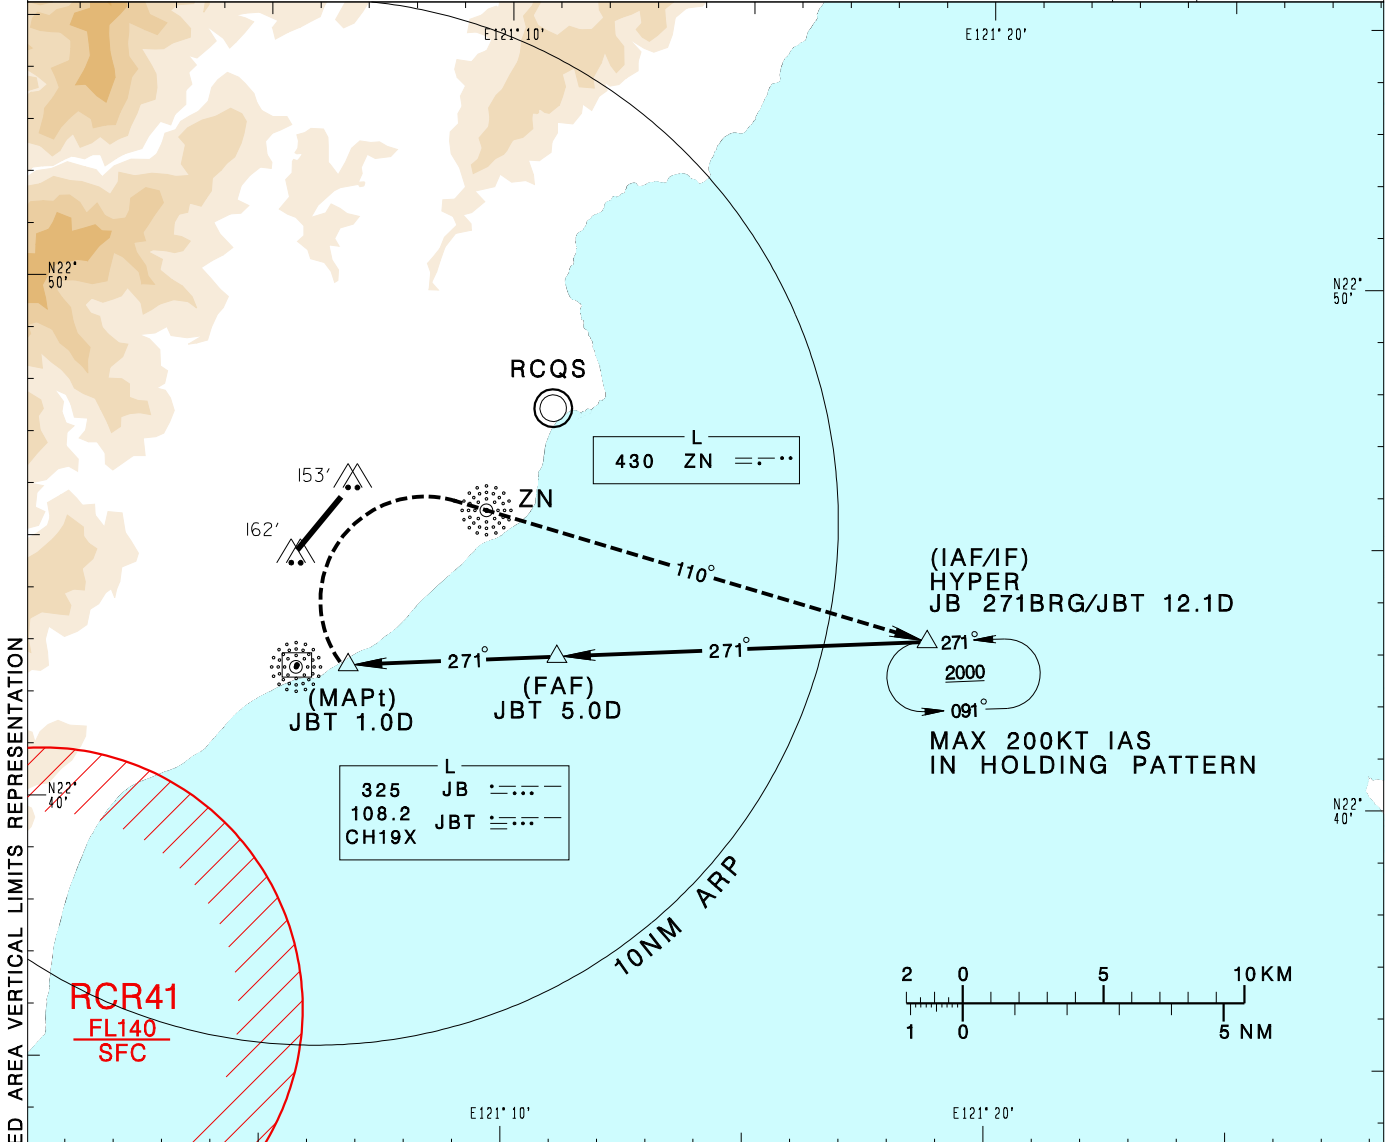 E121° 10'
E121° 20'
N22°
50'
N22°
50'
RCQS
L
430 ZN
153'
ZN
162'
110°
(IAF/IF)
HYPER
JB 271BRG/JBT 12.1D
271°
271°
271°
2000
091°
(MAPt)
JBT 1.0D
(FAF)
JBT 5.0D
MAX 200KT IAS
IN HOLDING PATTERN
L
325 JB
108.2 JBT
CH19X
N22°
40'
N22°
40'
10NM ARP
RCR41
FL140
SFC
2 0 5 10 KM
1 0 5 NM
E121° 10'
E121° 20'
ED AREA VERTICAL LIMITS REPRESENTATION